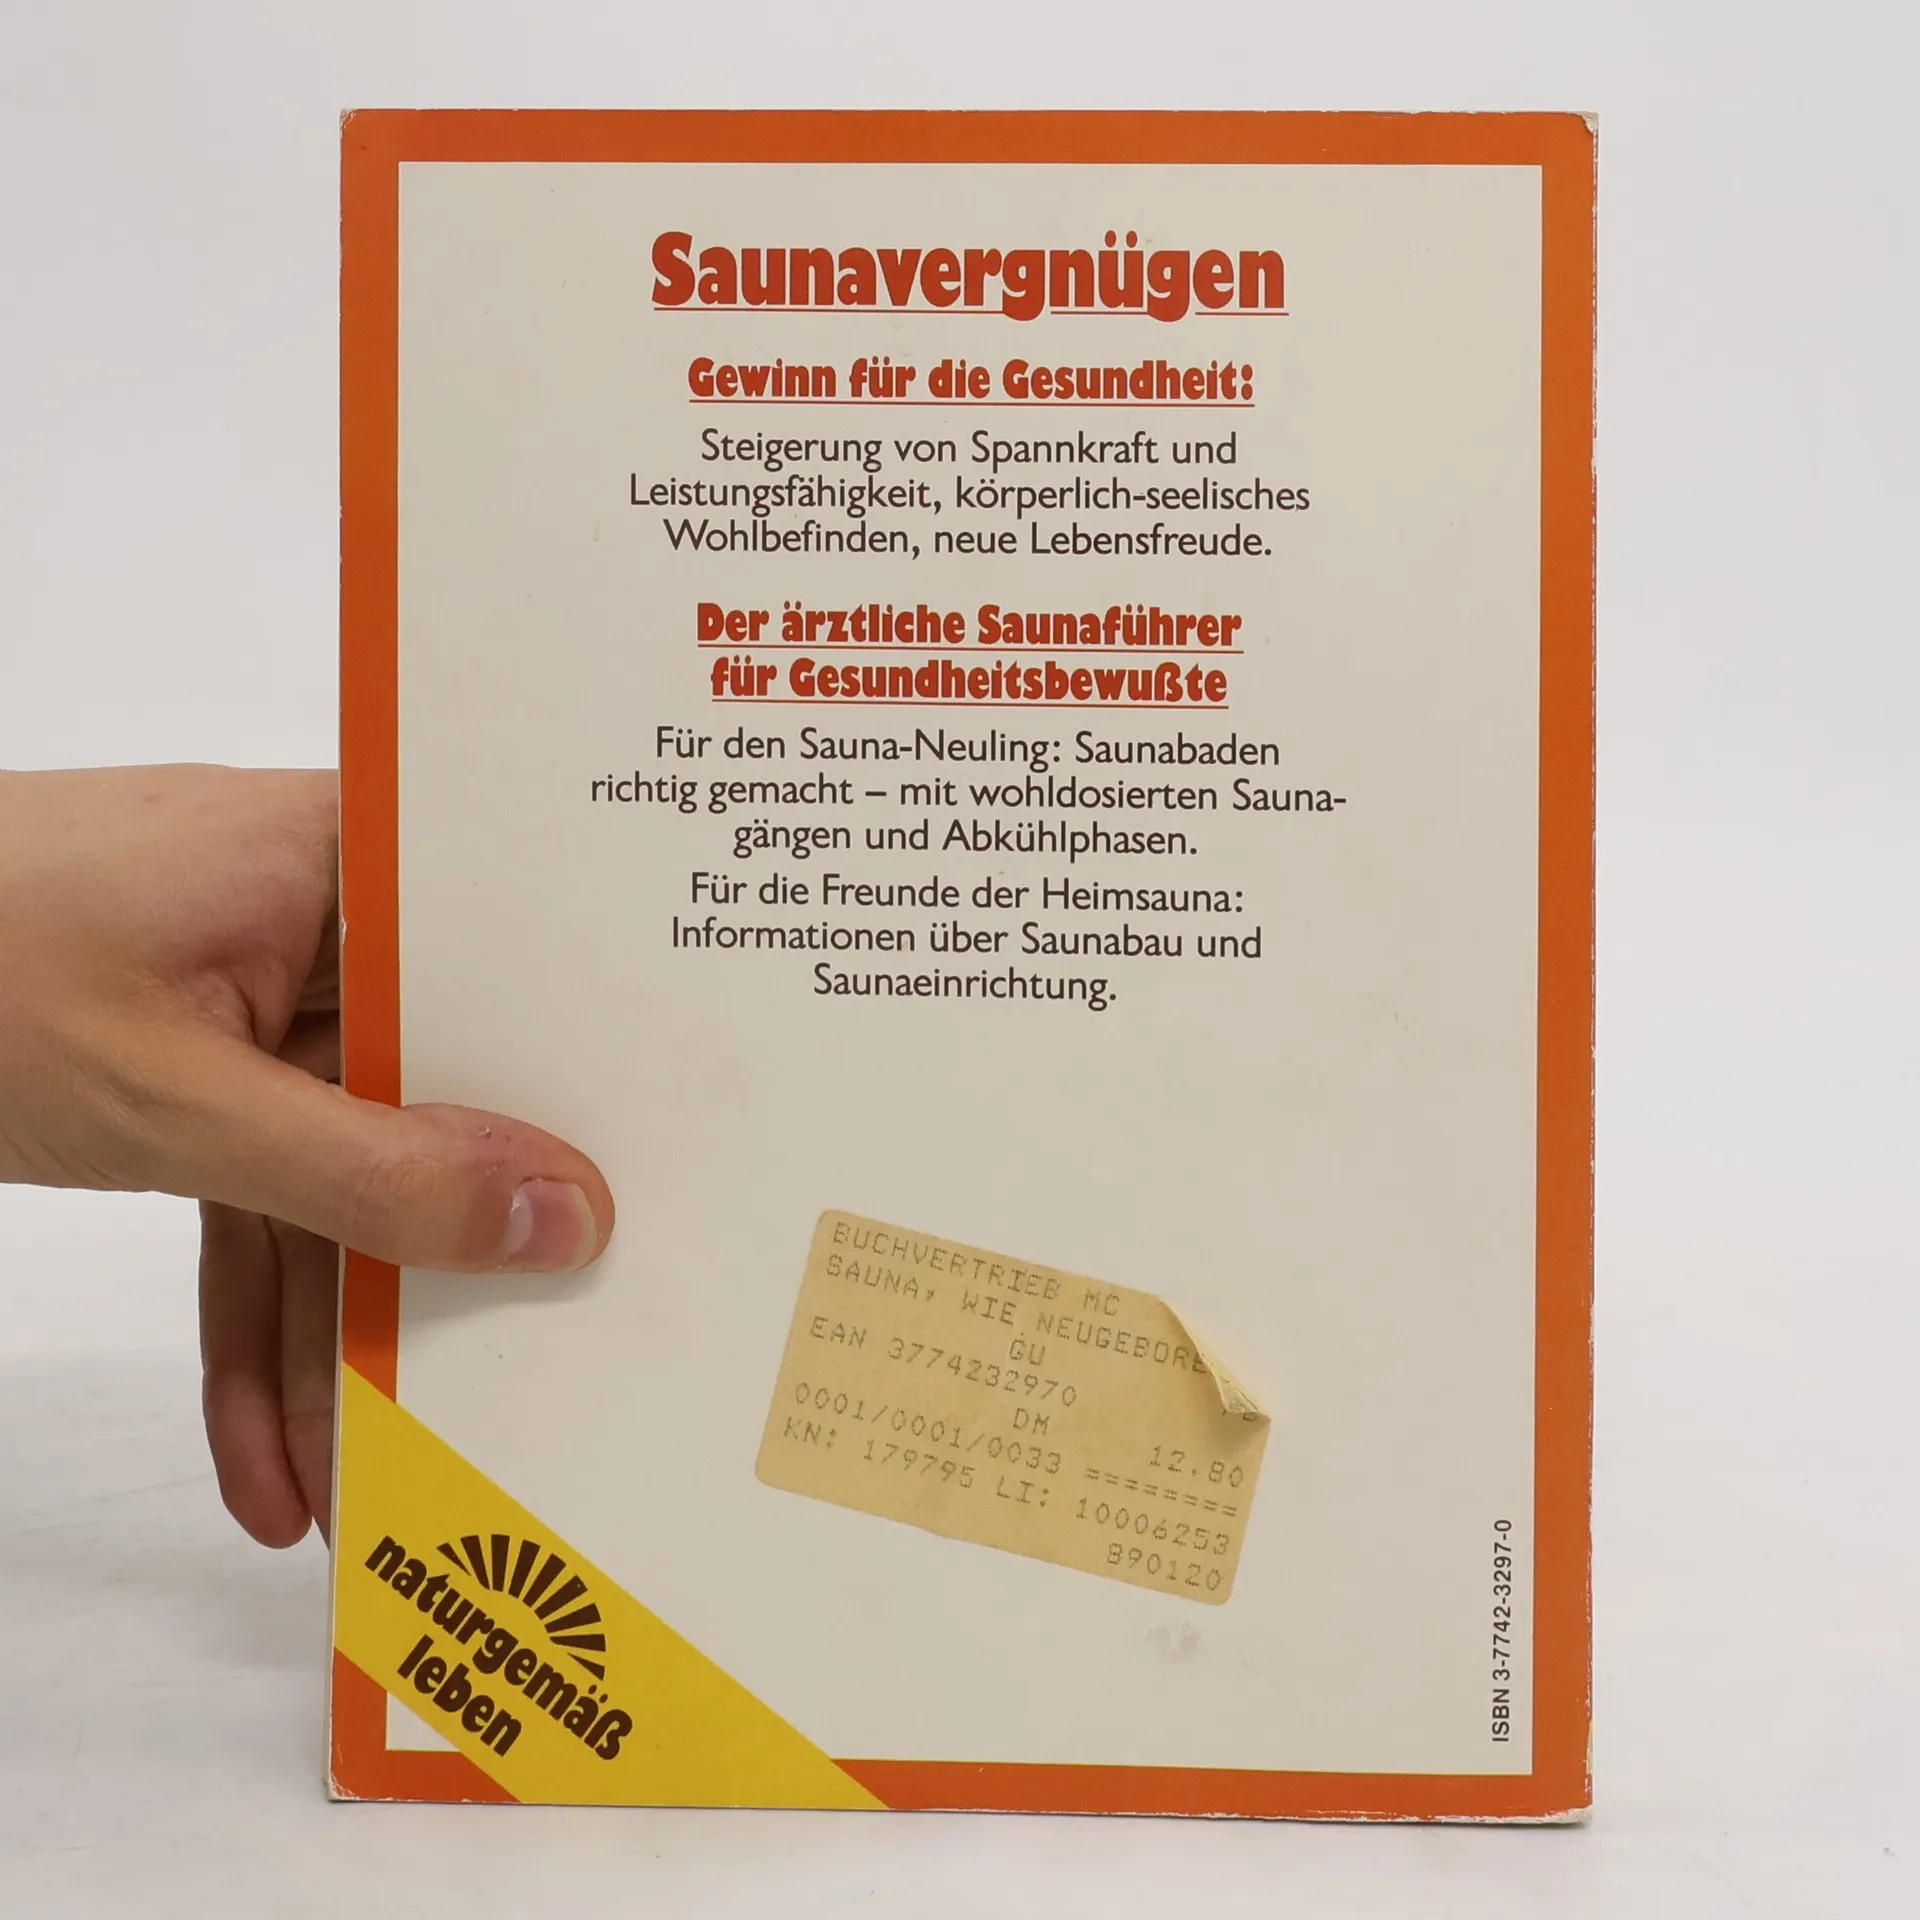 Saunavergnügen
Gewinn für die Gesundheit:
Steigerung von Spannkraft und
Leistungsfähigkeit, körperlich-seelisches
Wohlbefinden, neue Lebensfreude.
Der ärztliche Saunaführer
für Gesundheitsbewußte
Für den Sauna-Neuling: Saunabaden
richtig gemacht – mit wohldosierten Sauna-
gängen und Abkühlphasen.
Für die Freunde der Heimsauna:
Informationen über Saunabau und
Saunaeinrichtung.
BUCHVERTRIEB MC
SAUNA, WIE NEUGEBORE
GU
EAN 3774232970
DM 12.80
0001/0001/0033 ========
KN: 179795 LI: 10006253
890120
naturgemäß
leben
ISBN 3-7742-3297-0